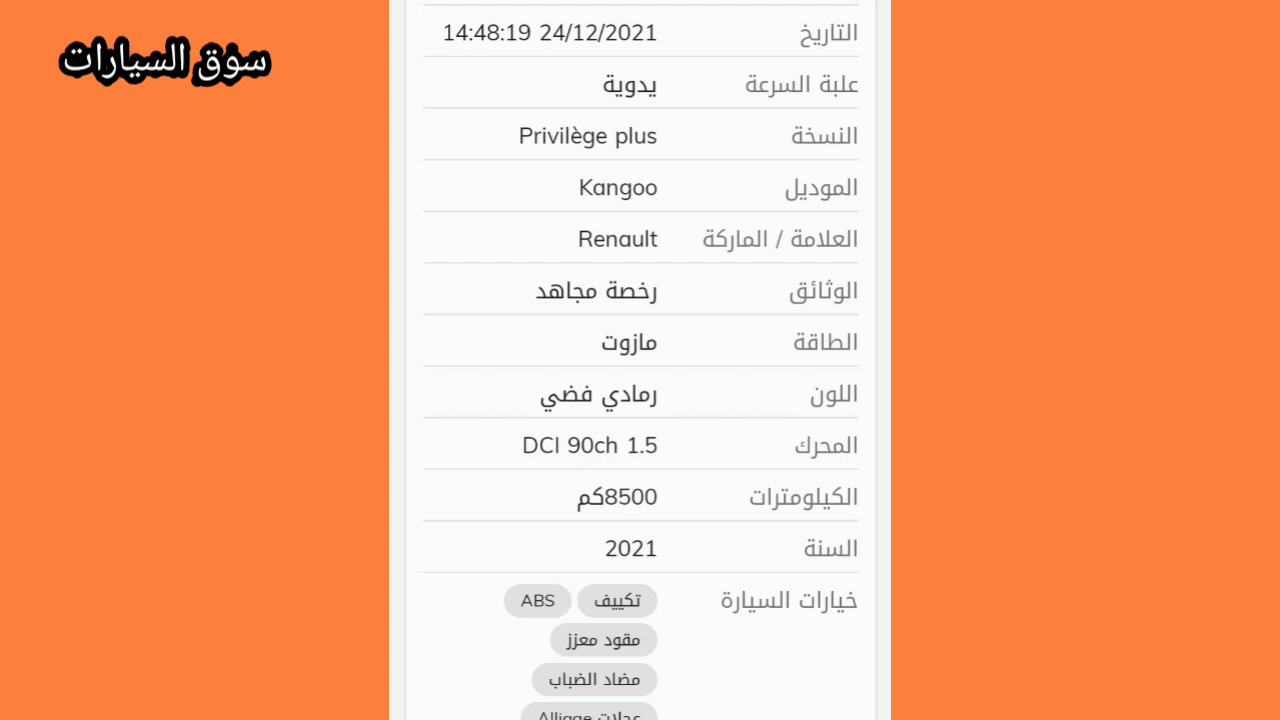 سوق السيارات
التاريخ 24/12/2021 14:48:19
علبة السرعة يدوية
النسخة Privilège plus
الموديل Kangoo
العلامة / الماركة Renault
الوثائق رخصة مجاهد
الطاقة مازوت
اللون رمادي فضي
المحرك 1.5 DCI 90ch
الكيلومترات 8500كم
السنة 2021
خيارات السيارة تكييف ABS
مقود معزز
مضاد الضباب
عجلات Alliage